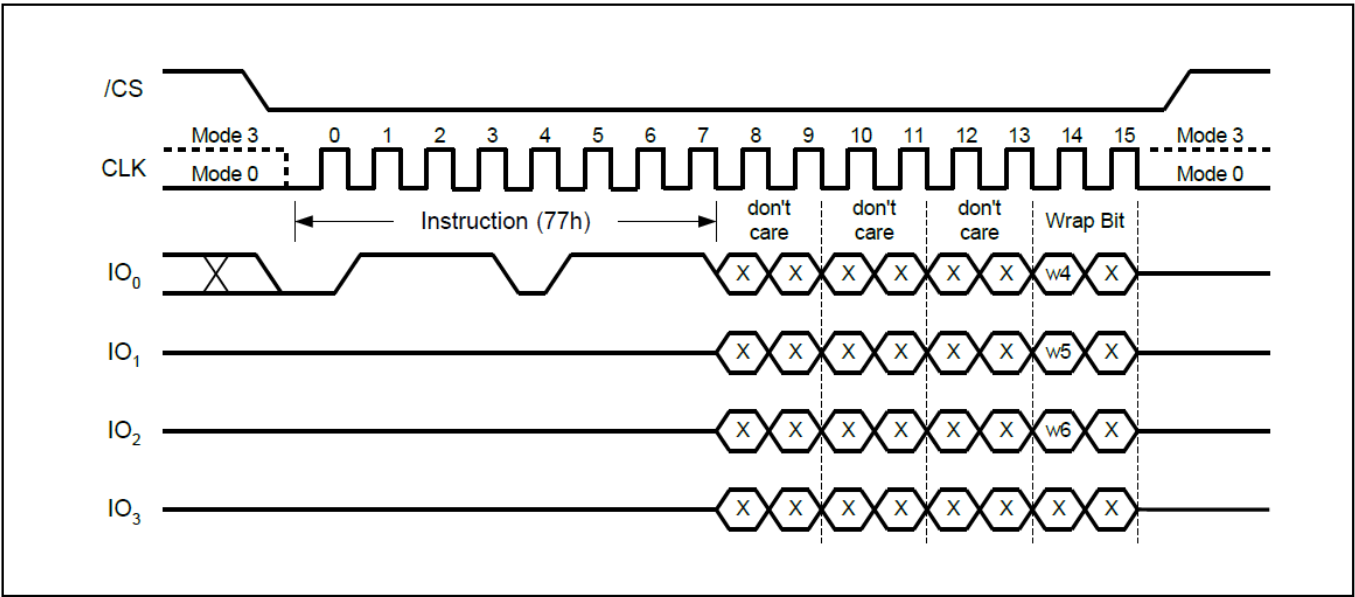 /CS
Mode 3 0 1 2 3 4 5 6 7 8 9 10 11 12 13 14 15 Mode 3
CLK
Mode 0 Mode 0
Instruction (77h) don't care don't care don't care Wrap Bit
IO0 X X X X X X w4 X
IO1 X X X X X X w5 X
IO2 X X X X X X w6 X
IO3 X X X X X X X X